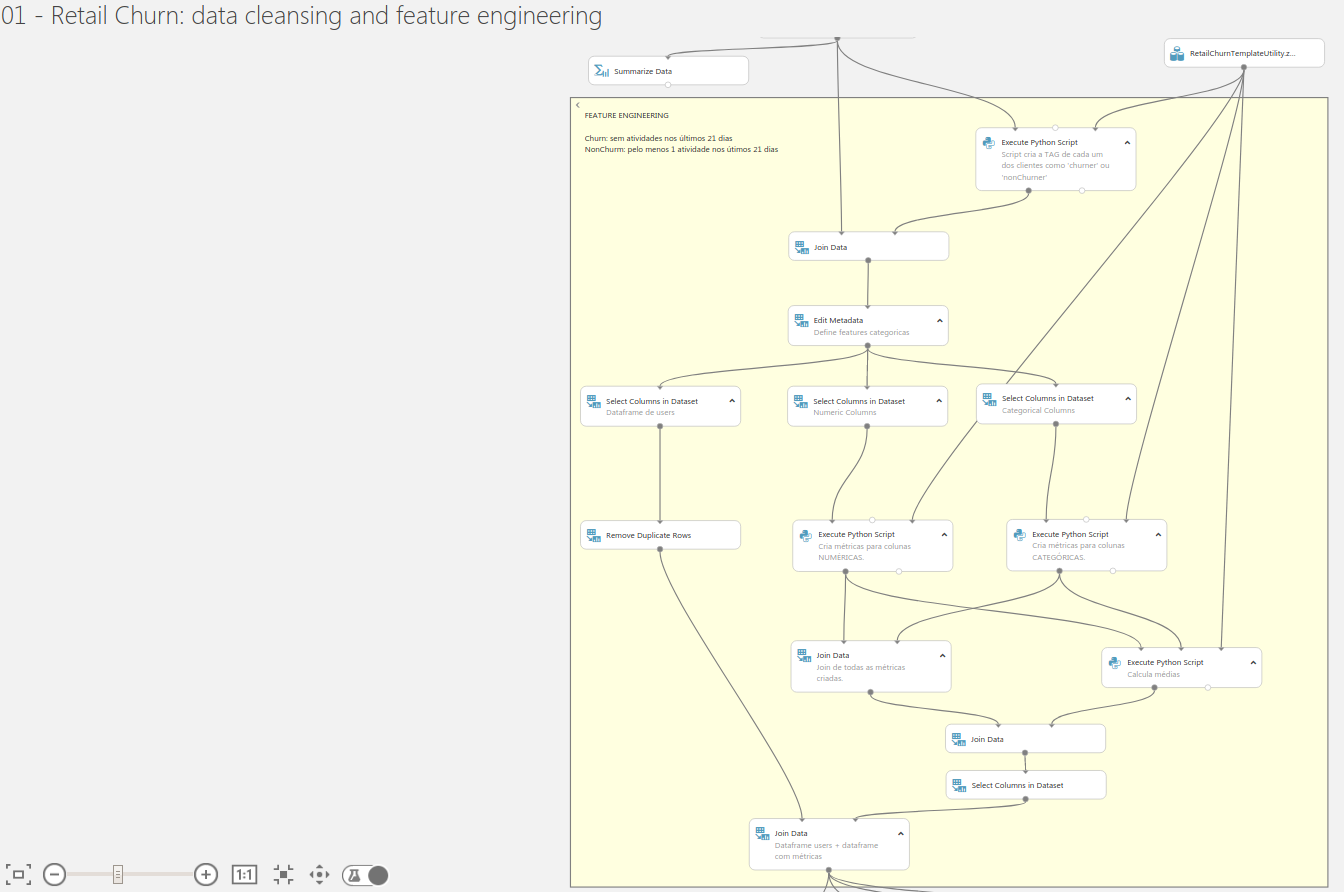 01 - Retail Churn: data cleansing and feature engineering
Summarize Data
RetailChurnTemplateUtility.z...
FEATURE ENGINEERING
Churn: sem atividades nos últimos 21 dias
NonChurn: pelo menos 1 atividade nos útimos 21 dias
Execute Python Script
Script cria a TAG de cada um
dos clientes como 'churner' ou
'nonChurner'
Join Data
Edit Metadata
Define features categoricas
Select Columns in Dataset
Dataframe de users
Select Columns in Dataset
Numeric Columns
Select Columns in Dataset
Categorical Columns
Remove Duplicate Rows
Execute Python Script
Cria métricas para colunas
NUMÉRICAS.
Execute Python Script
Cria métricas para colunas
CATEGÓRICAS.
Join Data
Join de todas as métricas
criadas.
Execute Python Script
Calcula médias
Join Data
Select Columns in Dataset
Join Data
Dataframe users + dataframe
com métricas
1:1